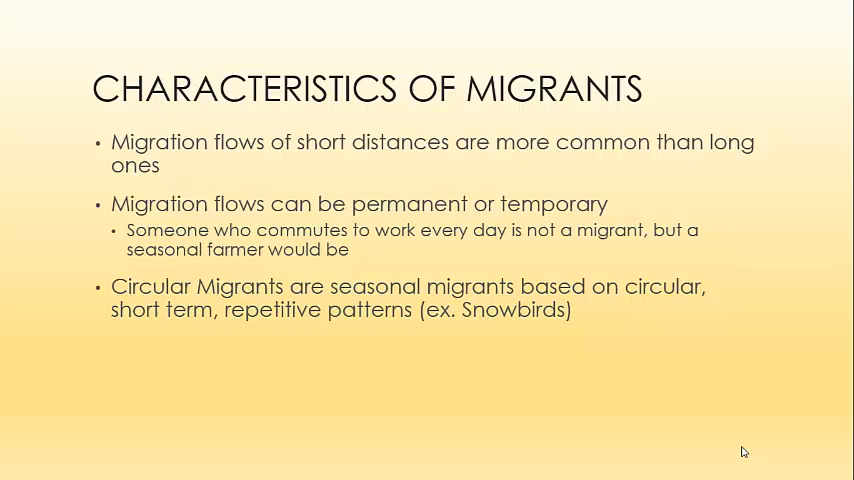 CHARACTERISTICS OF MIGRANTS
• Migration flows of short distances are more common than long
ones
• Migration flows can be permanent or temporary
• Someone who commutes to work every day is not a migrant, but a
seasonal farmer would be
• Circular Migrants are seasonal migrants based on circular,
short term, repetitive patterns (ex. Snowbirds)